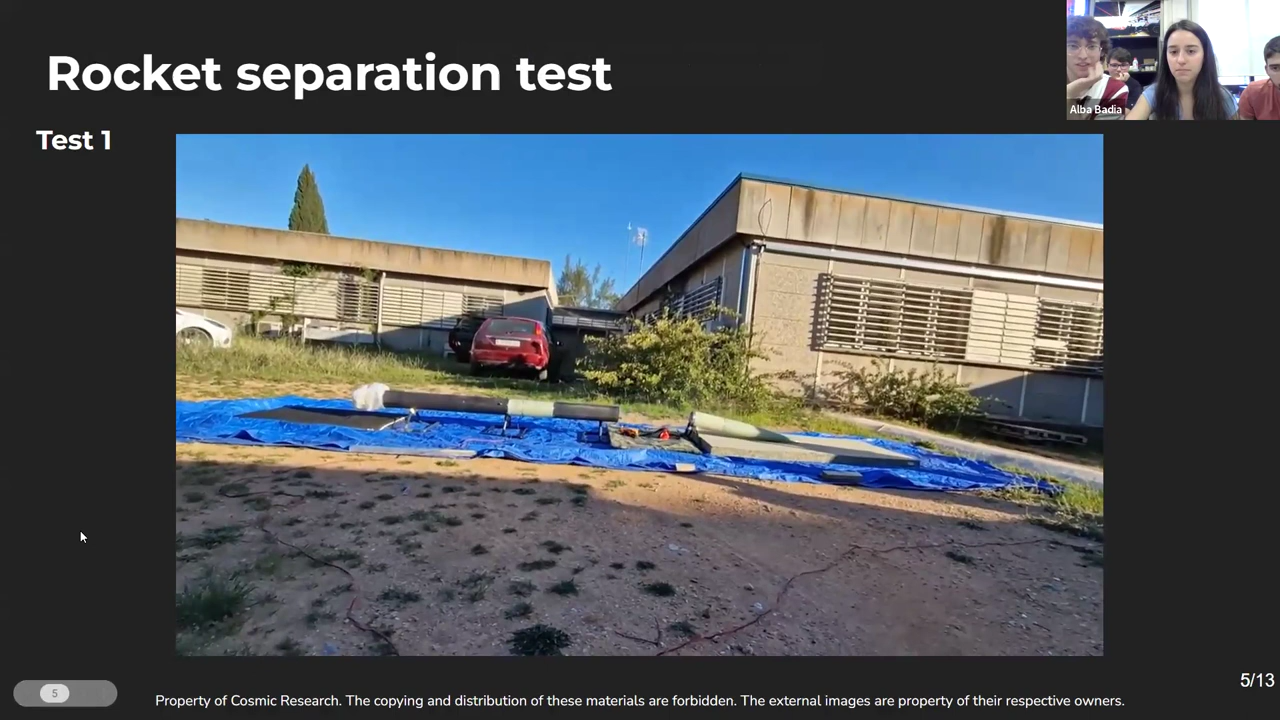 Rocket separation test
Alba Badia
Test 1
5/13
5
Property of Cosmic Research. The copying and distribution of these materials are forbidden. The external images are property of their respective owners.